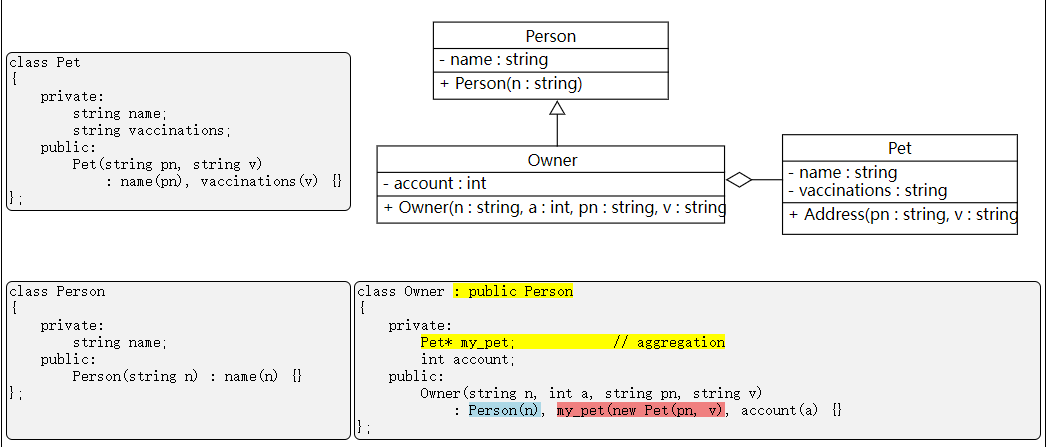 Person
- name : string
+ Person(n : string)
class Pet
{
    private:
        string name;
        string vaccinations;
    public:
        Pet(string pn, string v)
            : name(pn), vaccinations(v) {}
};
Owner
- account : int
+ Owner(n : string, a : int, pn : string, v : string
Pet
- name : string
- vaccinations : string
+ Address(pn : string, v : string
class Person
{
    private:
        string name;
    public:
        Person(string n) : name(n) {}
};
class Owner : public Person
{
    private:
        Pet* my_pet;            // aggregation
        int account;
    public:
        Owner(string n, int a, string pn, string v)
            : Person(n), my_pet(new Pet(pn, v), account(a) {}
};